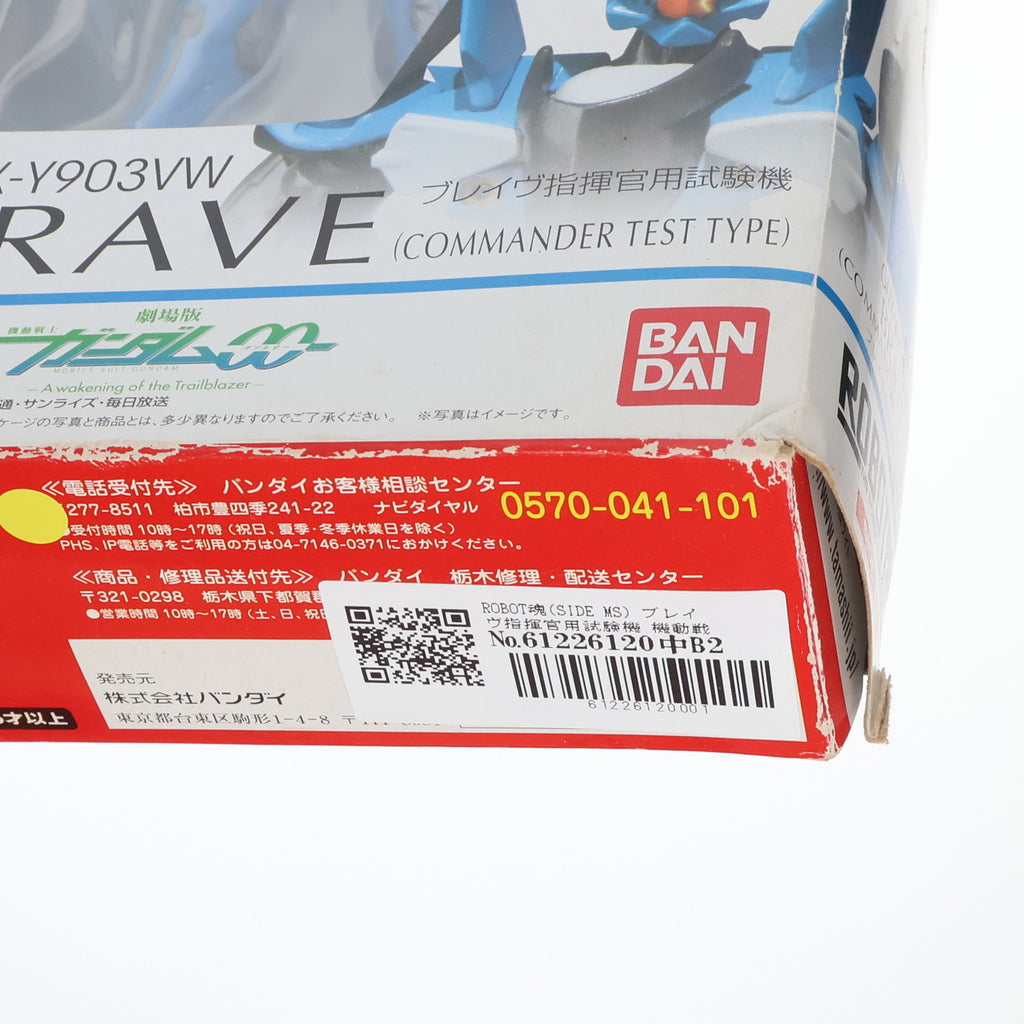 X-Y903VW
RAVE
ブレイヴ指揮官用試験機
(COMMANDER TEST TYPE)
劇場版
機動戦士
ガンダム00
MOBILE SUIT GUNDAM
—A wakening of the Trailblazer—
通・サンライズ・毎日放送
ケージの写真と商品とは、多少異なりますのでご了承ください。 ※写真はイメージです。
BAN
DAI
(COMM
≪電話受付先≫ バンダイお客様相談センター
277-8511 柏市豊四季241-22 ナビダイヤル 0570-041-101
受付時間 10時〜17時 (祝日、夏季・冬季休業日を除く)
PHS、IP電話等をご利用の方は04-7146-0371におかけください。
≪商品・修理品送付先≫ バンダイ 栃木修理・配送センター
〒321-0298 栃木県下都賀郡
●営業時間 10時〜17時 (土、日、祝日
発売元
株式会社バンダイ
東京都台東区駒形1-4-8 〒
才以上
ROBOT魂(SIDE MS) ブレイ
ヴ指揮官用試験機 機動戦
No.61226120中B2
61226120001